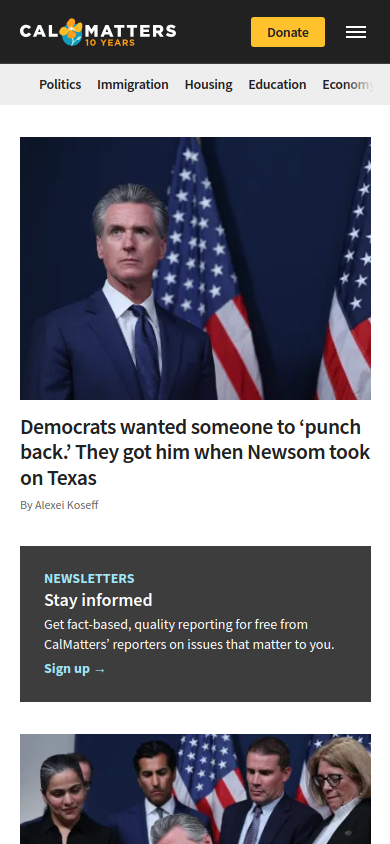 CALMATTERS
10 YEARS
Donate
Politics Immigration Housing Education Economy
Democrats wanted someone to ‘punch
back.’ They got him when Newsom took
on Texas
By Alexei Koseff
NEWSLETTERS
Stay informed
Get fact-based, quality reporting for free from
CalMatters’ reporters on issues that matter to you.
Sign up →